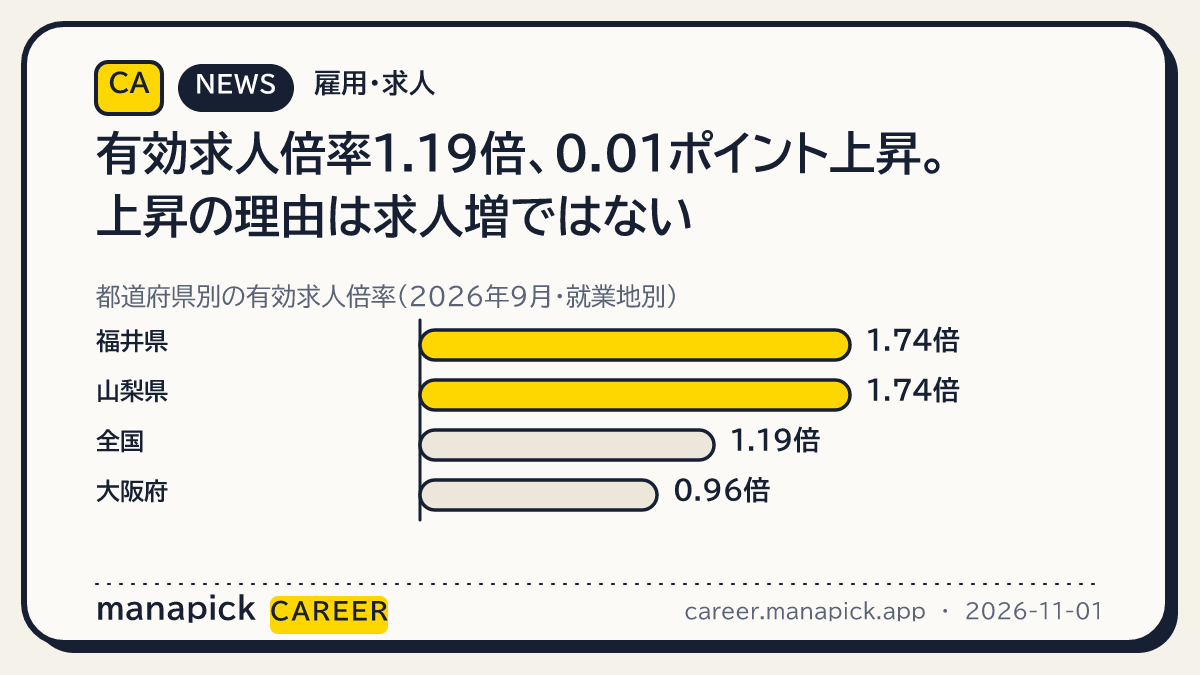 CA NEWS 雇用・求人
有効求人倍率1.19倍、0.01ポイント上昇。
上昇の理由は求人増ではない
都道府県別の有効求人倍率(2026年9月・就業地別)
福井県 1.74倍
山梨県 1.74倍
全国 1.19倍
大阪府 0.96倍
manapick CAREER career.manapick.app ・ 2026-11-01